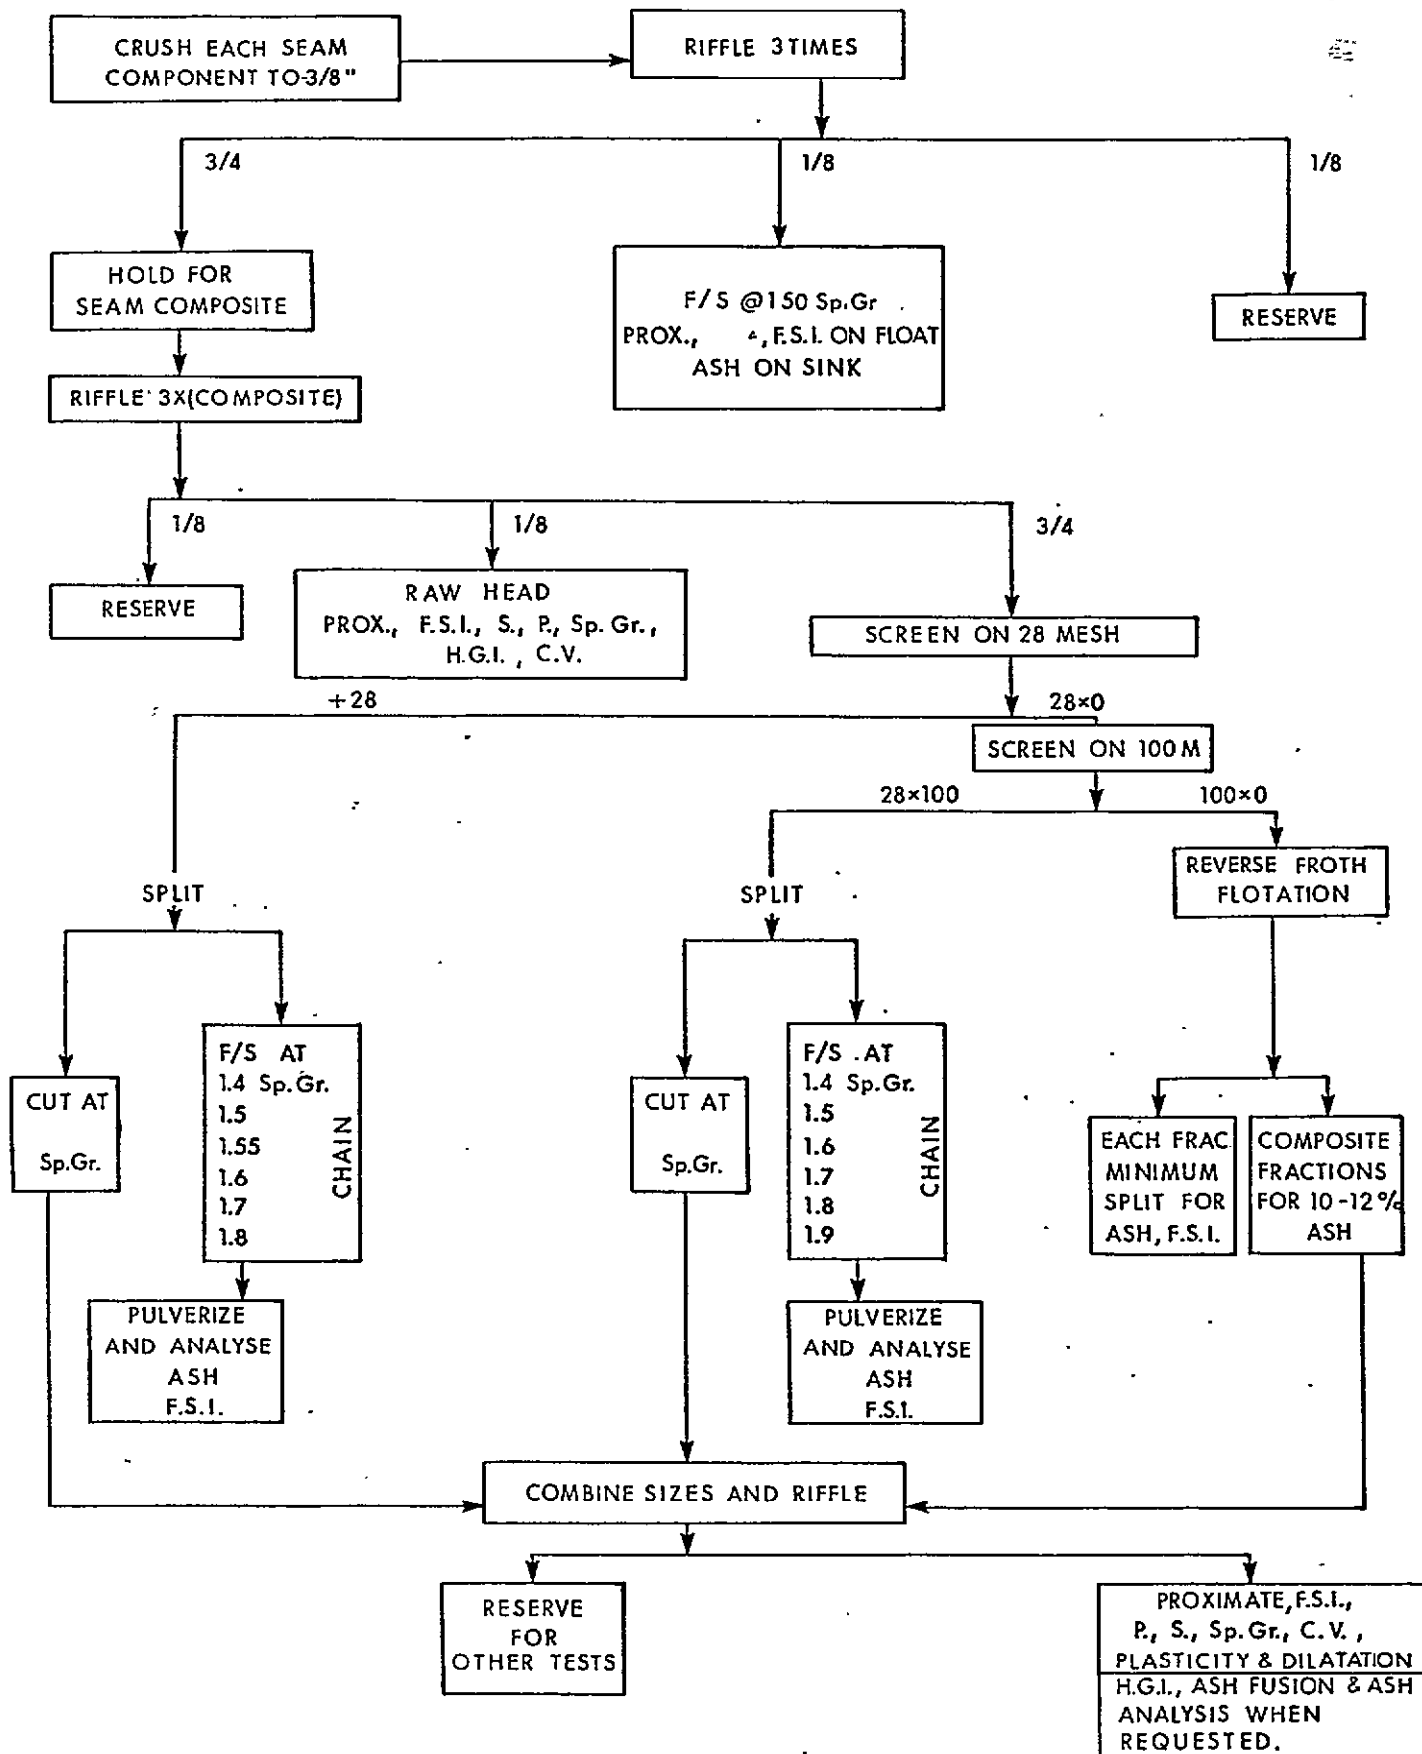 CRUSH EACH SEAM
COMPONENT TO-3/8"
RIFFLE 3 TIMES
3/4
1/8
1/8
HOLD FOR
SEAM COMPOSITE
F/S @ 150 Sp.Gr
PROX., , F.S.I. ON FLOAT
ASH ON SINK
RESERVE
RIFFLE 3X(COMPOSITE)
1/8
1/8
3/4
RESERVE
RAW HEAD
PROX., F.S.I., S., P., Sp. Gr.,
H.G.I., C.V.
SCREEN ON 28 MESH
+28
28×0
SCREEN ON 100 M
28×100
100×0
REVERSE FROTH
FLOTATION
SPLIT
SPLIT
CUT AT
Sp.Gr.
F/S AT
1.4 Sp.Gr.
1.5
1.55
1.6
1.7
1.8
CHAIN
CUT AT
Sp.Gr.
F/S . AT
1.4 Sp.Gr.
1.5
1.6
1.7
1.8
1.9
CHAIN
EACH FRAC
MINIMUM
SPLIT FOR
ASH, F.S.I.
COMPOSITE
FRACTIONS
FOR 10-12%
ASH
PULVERIZE
AND ANALYSE
ASH
F.S.I.
PULVERIZE
AND ANALYSE
ASH
F.S.I.
COMBINE SIZES AND RIFFLE
RESERVE
FOR
OTHER TESTS
PROXIMATE, F.S.I.,
P., S., Sp.Gr., C.V.,
PLASTICITY & DILATATION
H.G.I., ASH FUSION & ASH
ANALYSIS WHEN
REQUESTED.